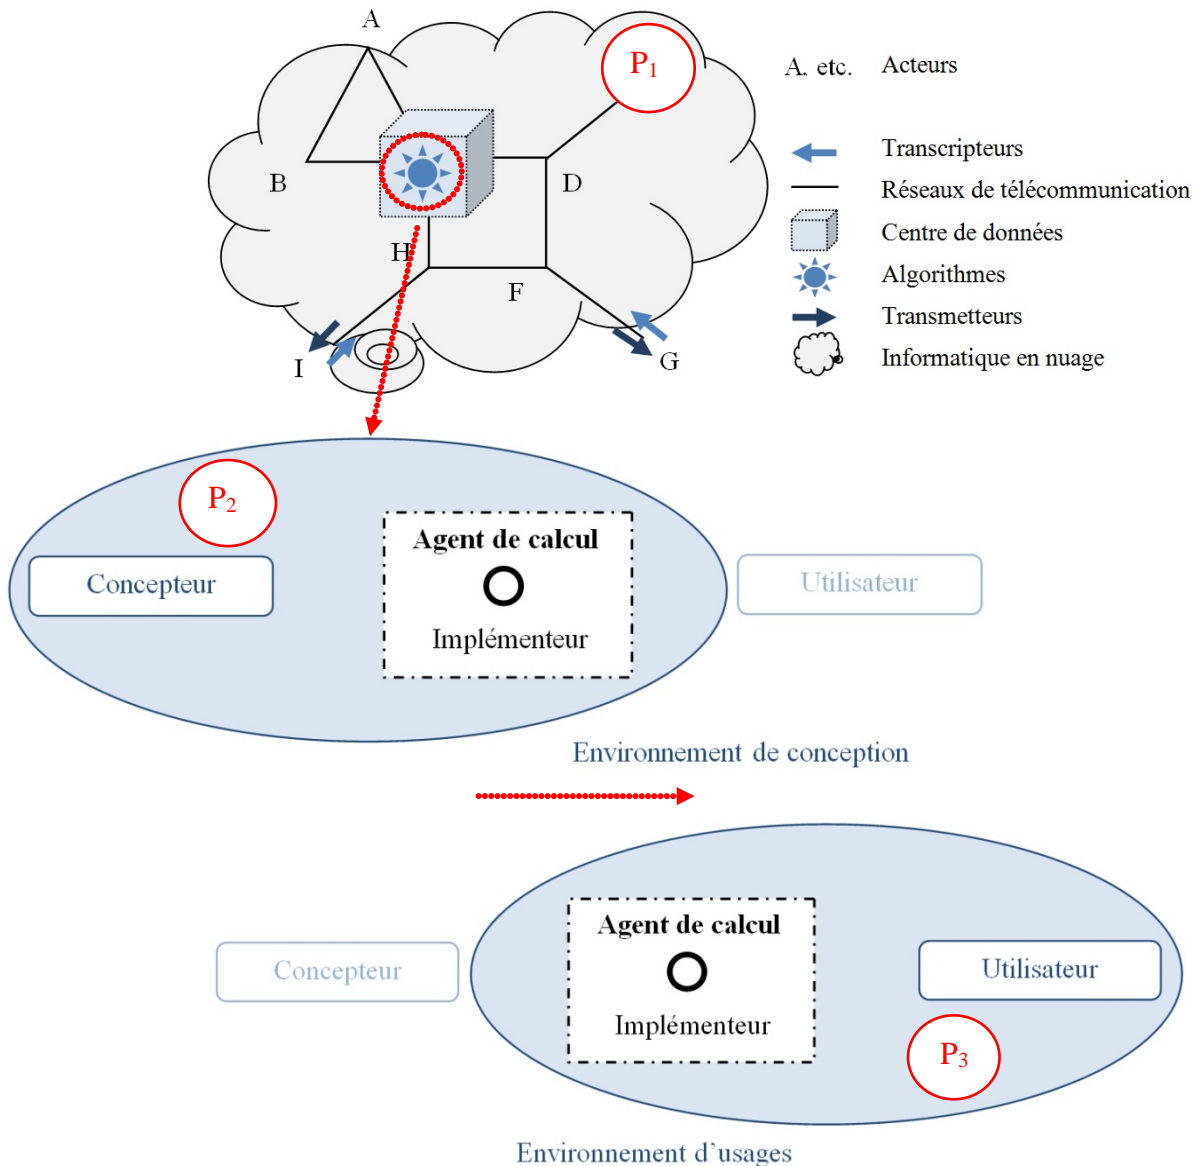 A
P₁
B
D
H
F
I
G
A. etc. Acteurs
Transcripteurs
Réseaux de télécommunication
Centre de données
Algorithmes
Transmetteurs
Informatique en nuage
P₂
Concepteur
Agent de calcul
Implémenteur
Utilisateur
Environnement de conception
Concepteur
Agent de calcul
Implémenteur
Utilisateur
P₃
Environnement d’usages